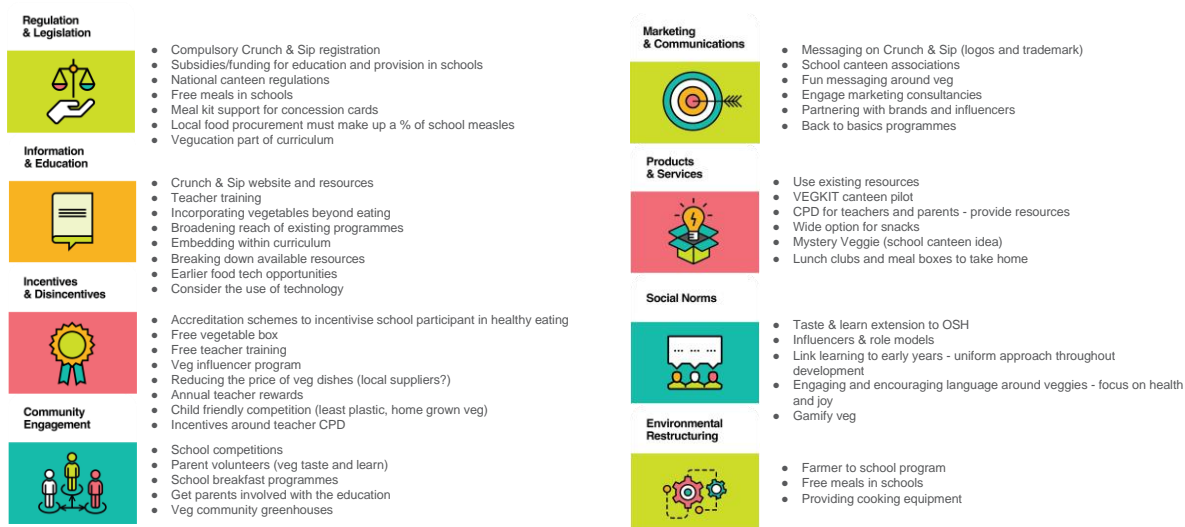 Regulation
& Legislation
● Compulsory Crunch & Sip registration
● Subsidies/funding for education and provision in schools
● National canteen regulations
● Free meals in schools
● Meal kit support for concession cards
● Local food procurement must make up a % of school measles
● Vegucation part of curriculum
Information
& Education
● Crunch & Sip website and resources
● Teacher training
● Incorporating vegetables beyond eating
● Broadening reach of existing programmes
● Embedding within curriculum
● Breaking down available resources
● Earlier food tech opportunities
● Consider the use of technology
Incentives
& Disincentives
● Accreditation schemes to incentivise school participant in healthy eating
● Free vegetable box
● Free teacher training
● Veg influencer program
● Reducing the price of veg dishes (local suppliers?)
● Annual teacher rewards
● Child friendly competition (least plastic, home grown veg)
● Incentives around teacher CPD
Community
Engagement
● School competitions
● Parent volunteers (veg taste and learn)
● School breakfast programmes
● Get parents involved with the education
● Veg community greenhouses
Marketing
& Communications
● Messaging on Crunch & Sip (logos and trademark)
● School canteen associations
● Fun messaging around veg
● Engage marketing consultancies
● Partnering with brands and influencers
● Back to basics programmes
Products
& Services
● Use existing resources
● VEGKIT canteen pilot
● CPD for teachers and parents - provide resources
● Wide option for snacks
● Mystery Veggie (school canteen idea)
● Lunch clubs and meal boxes to take home
Social Norms
● Taste & learn extension to OSH
● Influencers & role models
● Link learning to early years - uniform approach throughout
development
● Engaging and encouraging language around veggies - focus on health
and joy
● Gamify veg
Environmental
Restructuring
● Farmer to school program
● Free meals in schools
● Providing cooking equipment